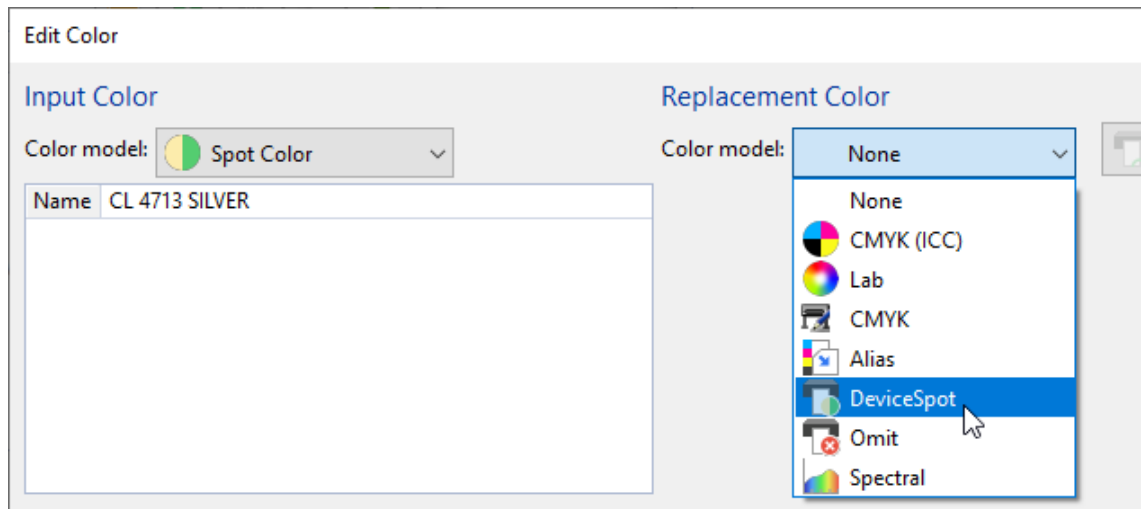 Edit Color
Input Color
Color model: Spot Color
Name CL 4713 SILVER
Replacement Color
Color model: None
None
CMYK (ICC)
Lab
CMYK
Alias
DeviceSpot
Omit
Spectral